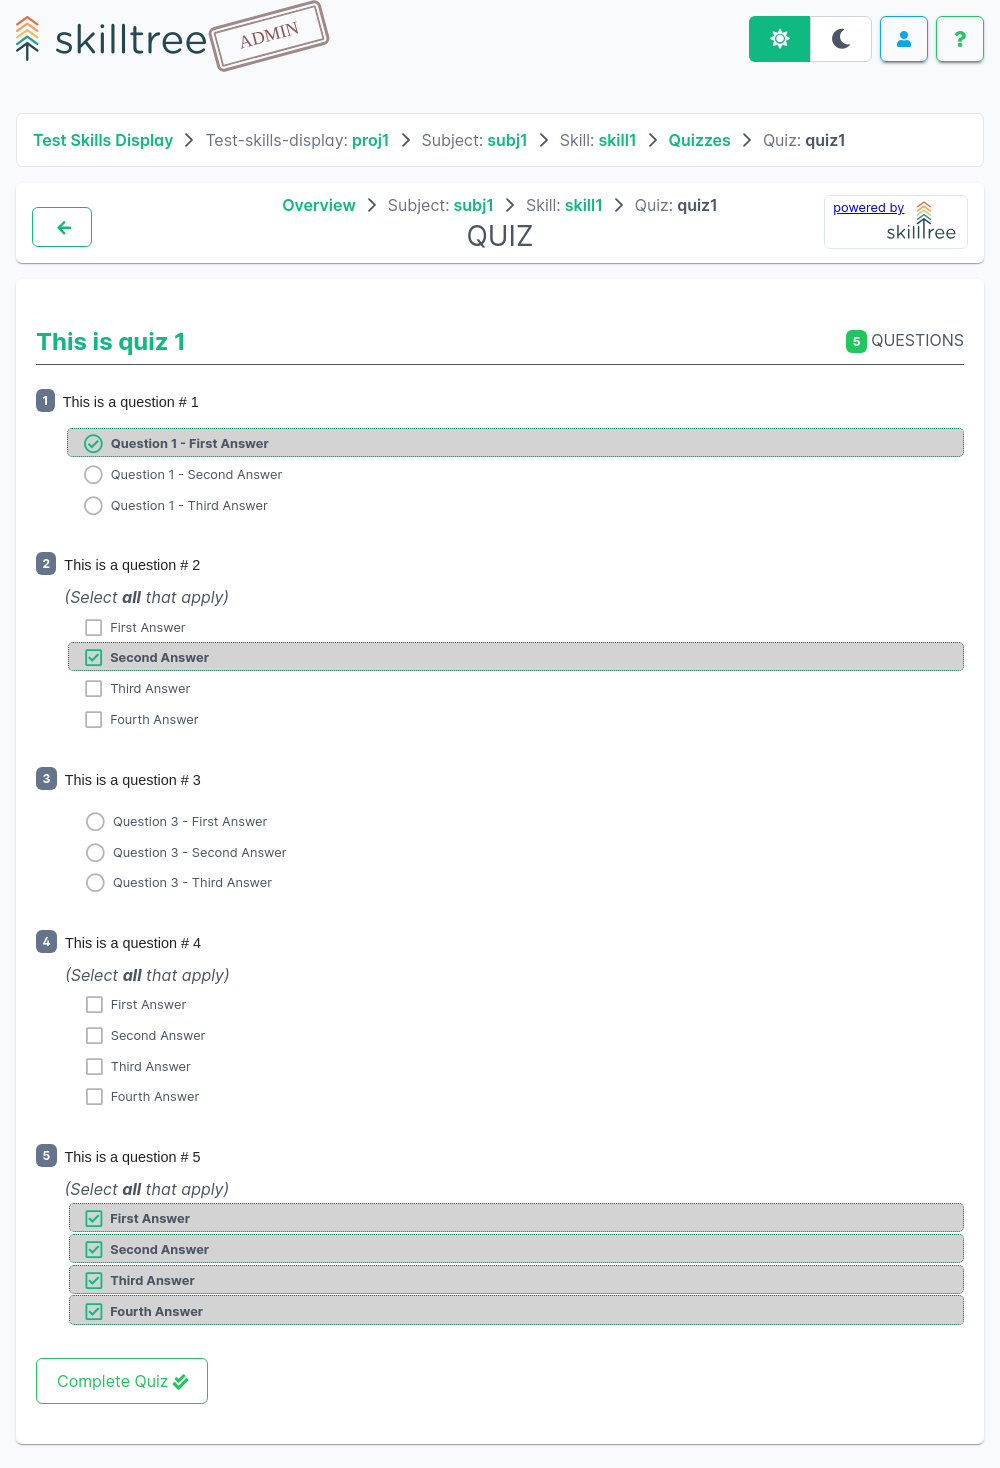 skilltree ADMIN
Test Skills Display > Test-skills-display: proj1 > Subject: subj1 > Skill: skill1 > Quizzes > Quiz: quiz1
Overview > Subject: subj1 > Skill: skill1 > Quiz: quiz1
QUIZ
powered by
skilltree
This is quiz 1
5 QUESTIONS
1 This is a question # 1
Question 1 - First Answer
Question 1 - Second Answer
Question 1 - Third Answer
2 This is a question # 2
(Select all that apply)
First Answer
Second Answer
Third Answer
Fourth Answer
3 This is a question # 3
Question 3 - First Answer
Question 3 - Second Answer
Question 3 - Third Answer
4 This is a question # 4
(Select all that apply)
First Answer
Second Answer
Third Answer
Fourth Answer
5 This is a question # 5
(Select all that apply)
First Answer
Second Answer
Third Answer
Fourth Answer
Complete Quiz